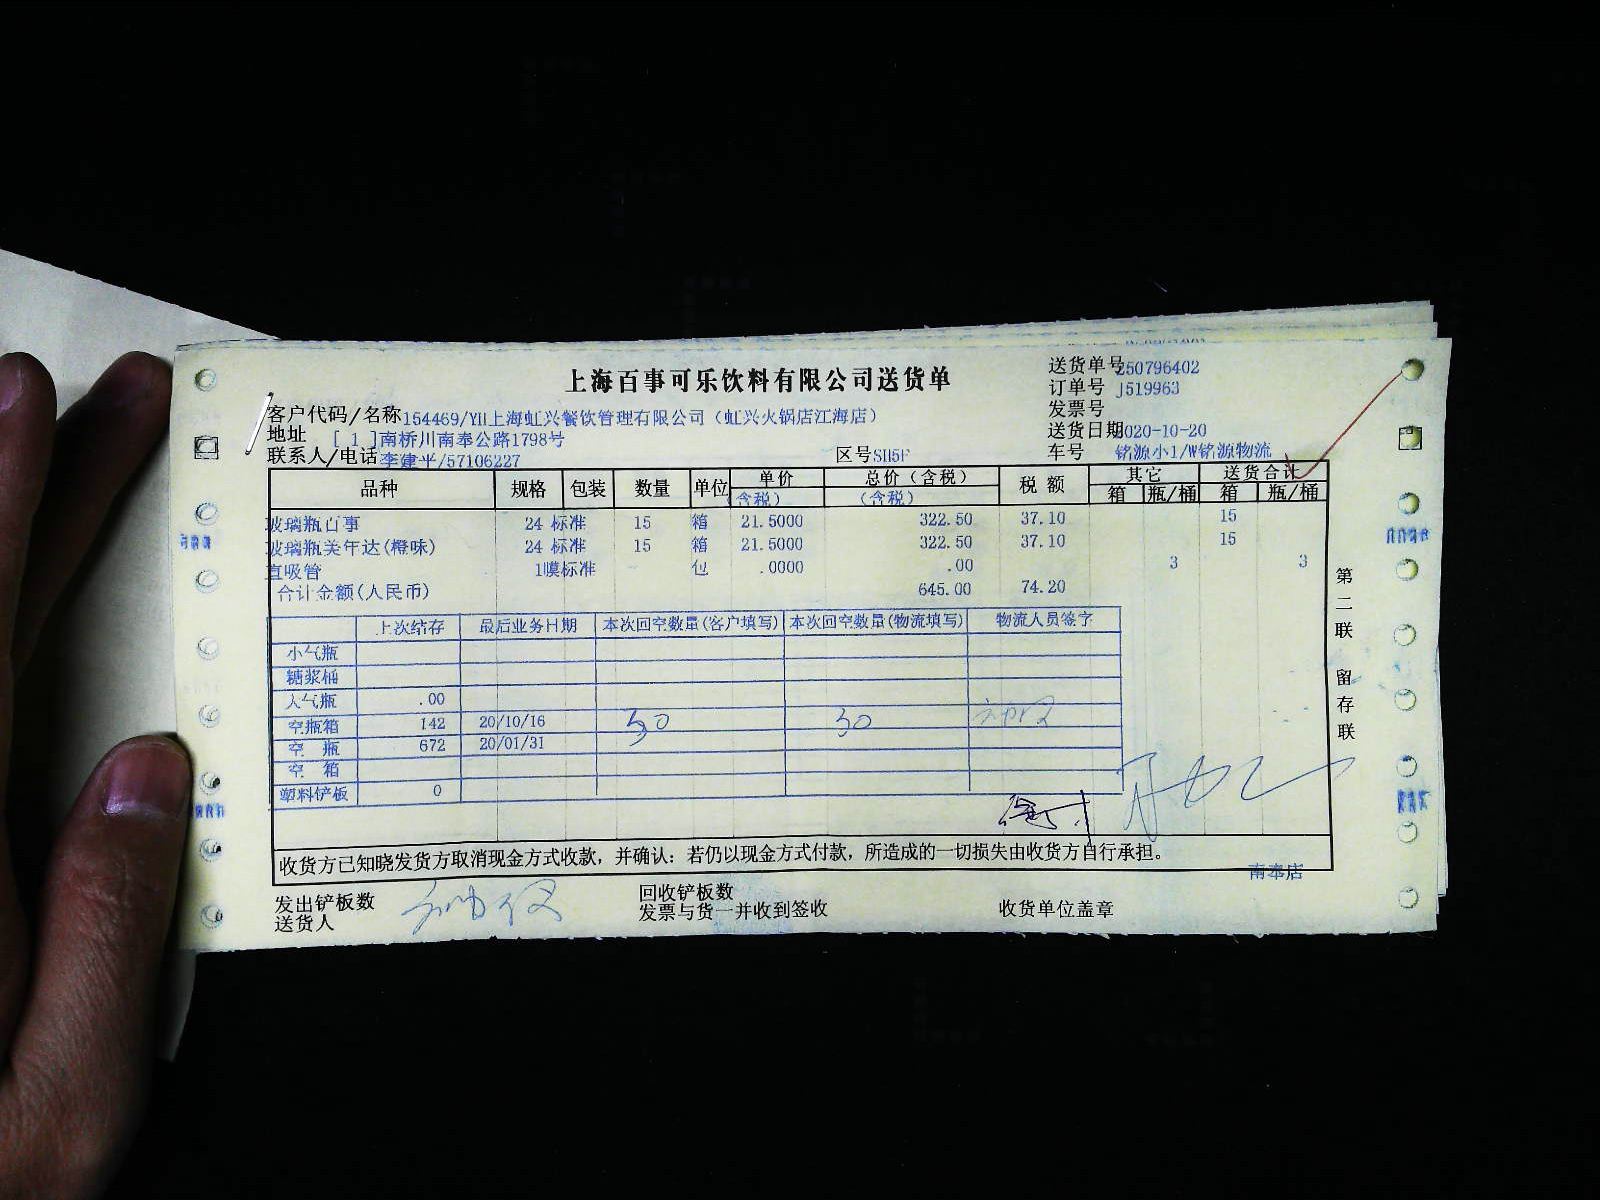 上海百事可乐饮料有限公司送货单
送货单号 250796402
订单号 J519963
发票号
送货日期 2020-10-20
车号 铭源小1/W铭源物流
客户代码/名称 154469/YH上海虹兴餐饮管理有限公司(虹兴火锅店江海店)
地址 [ 1 ]南桥川南奉公路1798号
联系人/电话 李建平/57106227 区号SH5F
品种 规格 包装 数量 单位 单价(含税) 总价(含税) 税额 其它 送货合计
(含税) (含税) 箱 瓶/桶 箱 瓶/桶
玻璃瓶百事 24 标准 15 箱 21.5000 322.50 37.10 15
玻璃瓶美年达(橙味) 24 标准 15 箱 21.5000 322.50 37.10 15
直吸管 1膜标准 包 .0000 .00 3 3
合计金额(人民币) 645.00 74.20
上次结存 最后业务日期 本次回空数量(客户填写) 本次回空数量(物流填写) 物流人员签字
小气瓶
糖浆桶
大气瓶 .00
空瓶箱 142 20/10/16 30 30
空 瓶 672 20/01/31
空 箱
塑料铲板 0
第二联 留存联
收货方已知晓发货方取消现金方式收款，并确认：若仍以现金方式付款，所造成的一切损失由收货方自行承担。
南奉店
发出铲板数 回收铲板数
送货人 发票与货一并收到签收 收货单位盖章